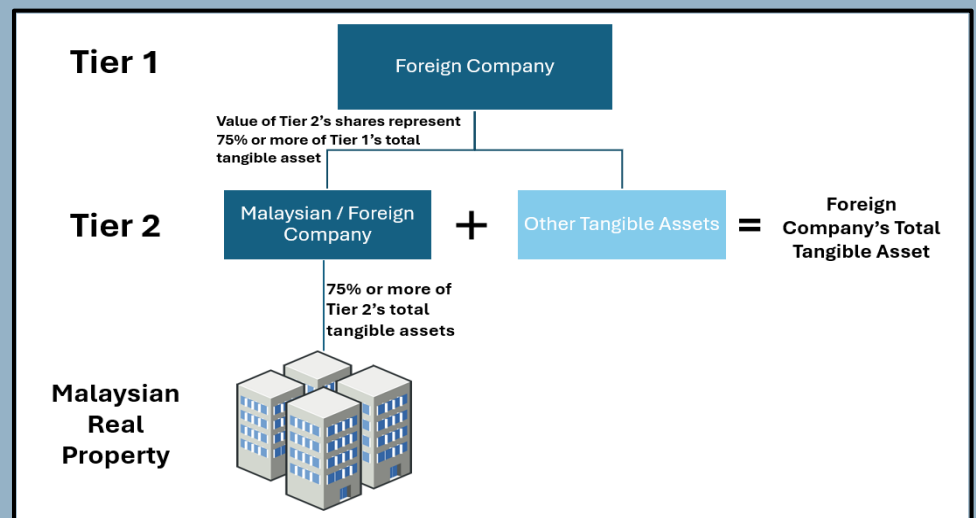 Tier 1
Foreign Company
Value of Tier 2's shares represent
75% or more of Tier 1's total
tangible asset
Tier 2
Malaysian / Foreign
Company
+
Other Tangible Assets
=
Foreign
Company's Total
Tangible Asset
75% or more of
Tier 2's total
tangible assets
Malaysian
Real
Property